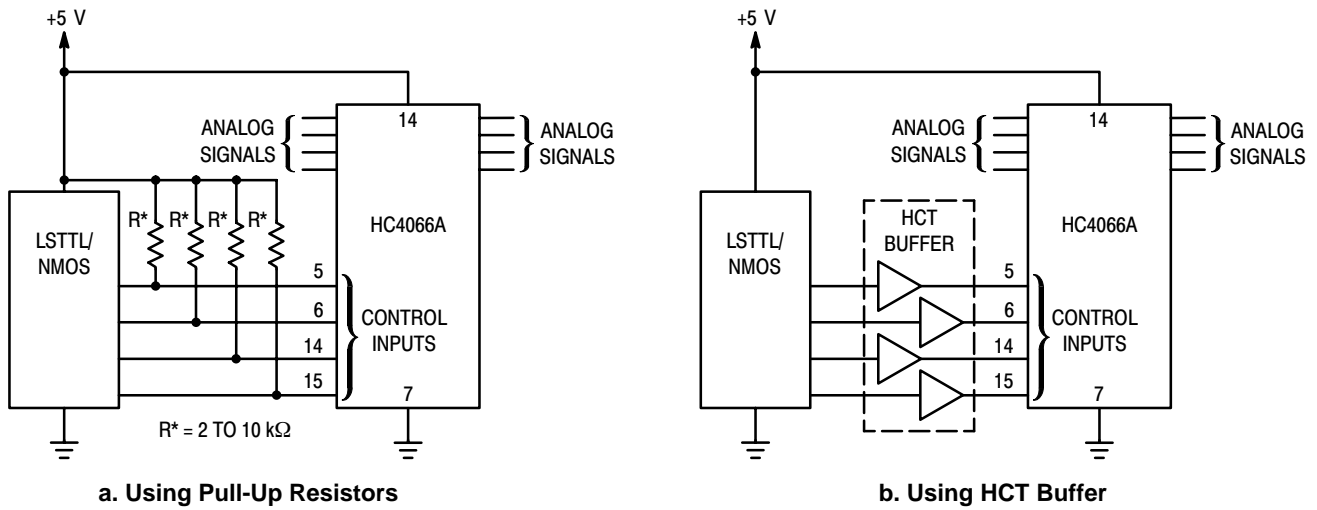 +5 V
14
ANALOG
SIGNALS
ANALOG
SIGNALS
R* R* R* R*
HC4066A
LSTTL/
NMOS
5
6
14
15
CONTROL
INPUTS
7
R* = 2 TO 10 kΩ
a. Using Pull-Up Resistors
+5 V
14
ANALOG
SIGNALS
ANALOG
SIGNALS
HCT
BUFFER
HC4066A
LSTTL/
NMOS
5
6
14
15
CONTROL
INPUTS
7
b. Using HCT Buffer